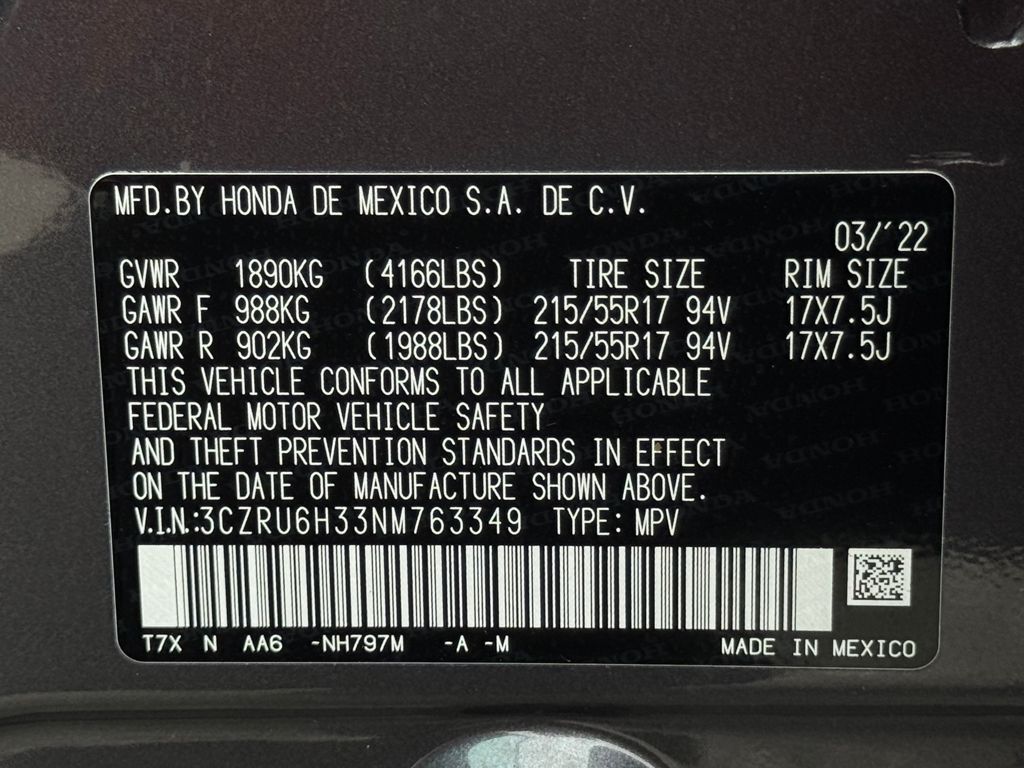 MFD.BY HONDA DE MEXICO S.A. DE C.V.
03/'22
GVWR 1890KG (4166LBS) TIRE SIZE RIM SIZE
GAWR F 988KG (2178LBS) 215/55R17 94V 17X7.5J
GAWR R 902KG (1988LBS) 215/55R17 94V 17X7.5J
THIS VEHICLE CONFORMS TO ALL APPLICABLE
FEDERAL MOTOR VEHICLE SAFETY
AND THEFT PREVENTION STANDARDS IN EFFECT
ON THE DATE OF MANUFACTURE SHOWN ABOVE.
V.I.N.:3CZRU6H33NM763349 TYPE: MPV
T7X N AA6 -NH797M -A -M MADE IN MEXICO